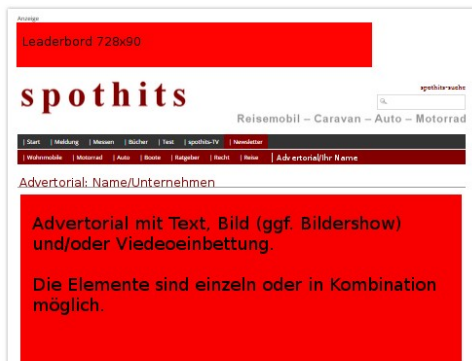 Anzeige
Leaderbord 728x90
spothits
spothits-suche
Reisemobil – Caravan – Auto – Motorrad
| Start | Meldung | Messen | Bücher | Test | spothits-TV | Newsletter
| Wohnmobile | Motorrad | Auto | Boote | Ratgeber | Recht | Reise | Advertorial/Ihr Name
Advertorial: Name/Unternehmen
Advertorial mit Text, Bild (ggf. Bildershow)
und/oder Viedeoeinbettung.
Die Elemente sind einzeln oder in Kombination
möglich.